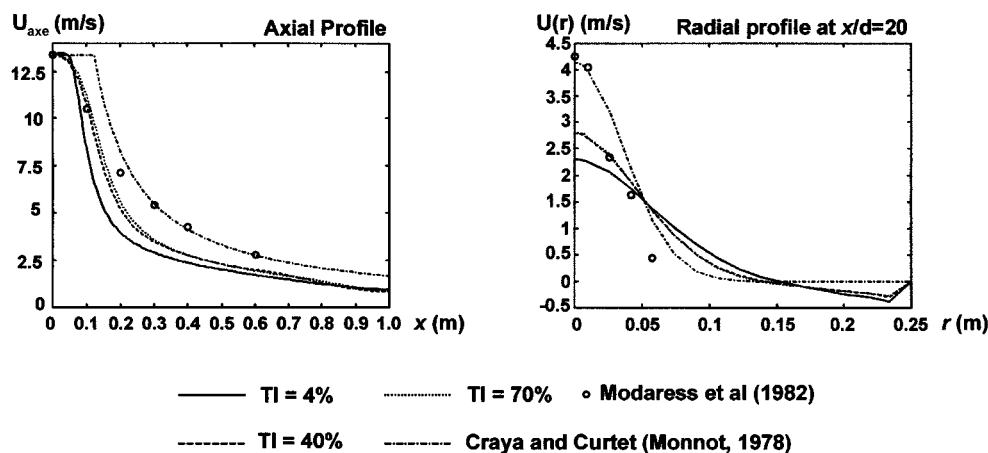 U_axe (m/s)
Axial Profile
12.5
10
7.5
5
2.5
0
0 0.1 0.2 0.3 0.4 0.5 0.6 0.7 0.8 0.9 1.0
x (m)
U(r) (m/s)
Radial profile at x/d=20
4.5
4
3.5
3
2.5
2
1.5
1
0.5
0
-0.5
0 0.05 0.1 0.15 0.2 0.25
r (m)
TI = 4%
TI = 70%
Modaress et al (1982)
TI = 40%
Craya and Curtet (Monnot, 1978)